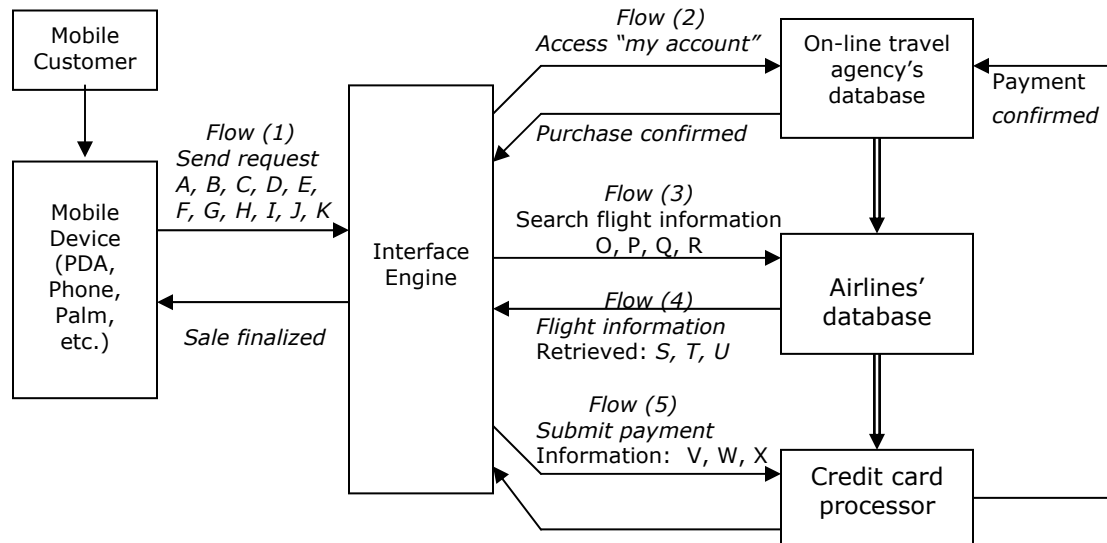 Mobile
Customer
Flow (1)
Send request
A, B, C, D, E,
F, G, H, I, J, K
Mobile
Device
(PDA,
Phone,
Palm,
etc.)
Sale finalized
Interface
Engine
Flow (2)
Access “my account”
Purchase confirmed
Flow (3)
Search flight information
O, P, Q, R
Flow (4)
Flight information
Retrieved: S, T, U
Flow (5)
Submit payment
Information: V, W, X
On-line travel
agency’s
database
Payment
confirmed
Airlines’
database
Credit card
processor